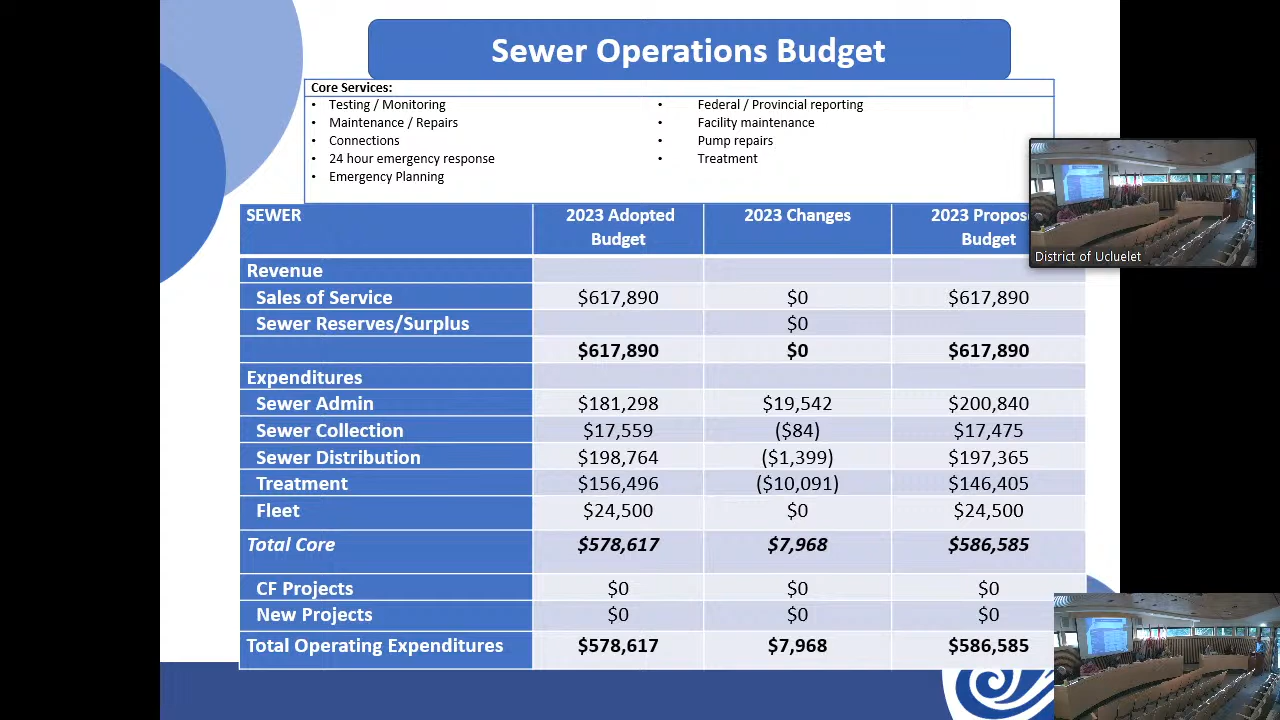 Sewer Operations Budget
Core Services:
• Testing / Monitoring
• Maintenance / Repairs
• Connections
• 24 hour emergency response
• Emergency Planning
• Federal / Provincial reporting
• Facility maintenance
• Pump repairs
• Treatment
District of Ucluelet
SEWER 2023 Adopted Budget 2023 Changes 2023 Propos Budget
Revenue
Sales of Service $617,890 $0 $617,890
Sewer Reserves/Surplus $0
$617,890 $0 $617,890
Expenditures
Sewer Admin $181,298 $19,542 $200,840
Sewer Collection $17,559 ($84) $17,475
Sewer Distribution $198,764 ($1,399) $197,365
Treatment $156,496 ($10,091) $146,405
Fleet $24,500 $0 $24,500
Total Core $578,617 $7,968 $586,585
CF Projects $0 $0 $0
New Projects $0 $0 $0
Total Operating Expenditures $578,617 $7,968 $586,585